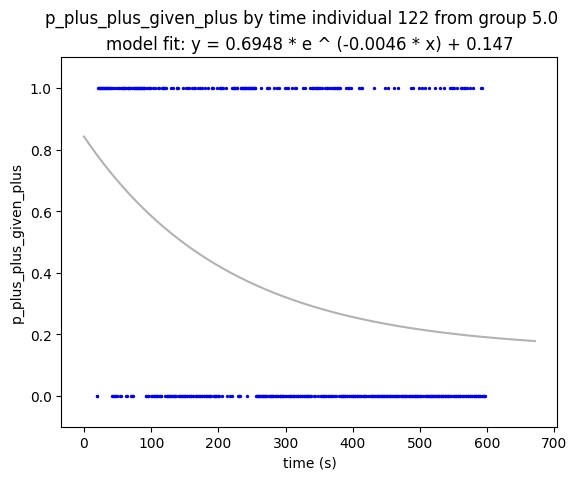 p_plus_plus_given_plus by time individual 122 from group 5.0
model fit: y = 0.6948 * e ^ (-0.0046 * x) + 0.147
1.0
0.8
0.6
0.4
0.2
0.0
p_plus_plus_given_plus
0 100 200 300 400 500 600 700
time (s)